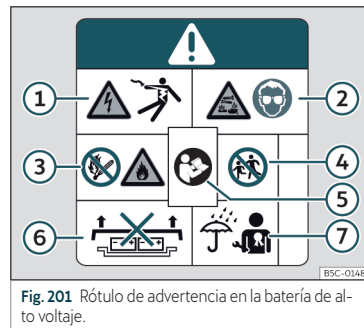 1
2
3
4
5
6
7
B5C-0148
Fig. 201 Rótulo de advertencia en la batería de al-
to voltaje.